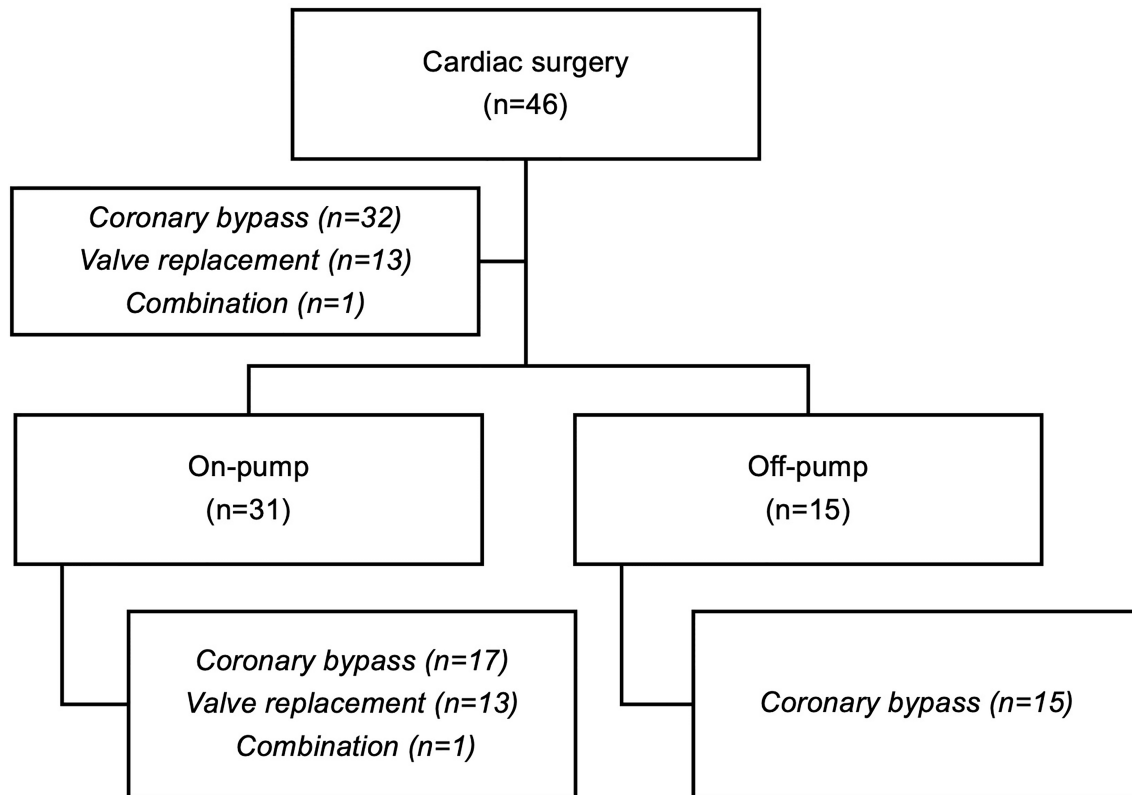 Cardiac surgery
(n=46)
Coronary bypass (n=32)
Valve replacement (n=13)
Combination (n=1)
On-pump
(n=31)
Off-pump
(n=15)
Coronary bypass (n=17)
Valve replacement (n=13)
Combination (n=1)
Coronary bypass (n=15)